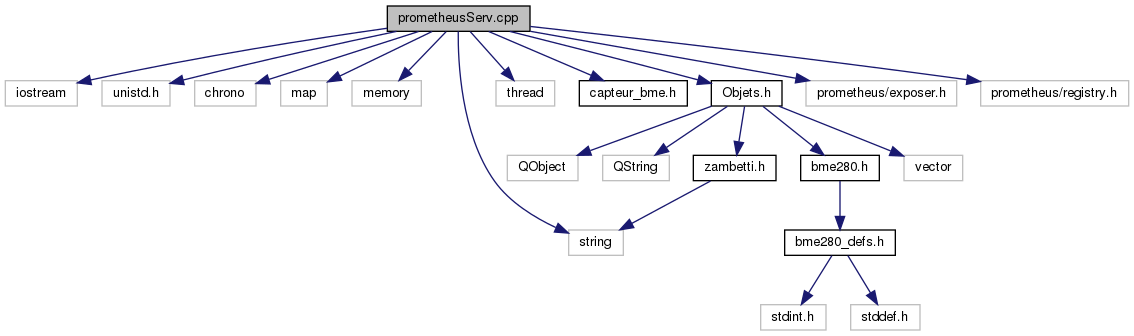 prometheusServ.cpp
iostream
unistd.h
chrono
map
memory
thread
capteur_bme.h
Objets.h
prometheus/exposer.h
prometheus/registry.h
QObject
QString
zambetti.h
bme280.h
vector
string
bme280_defs.h
stdint.h
stddef.h